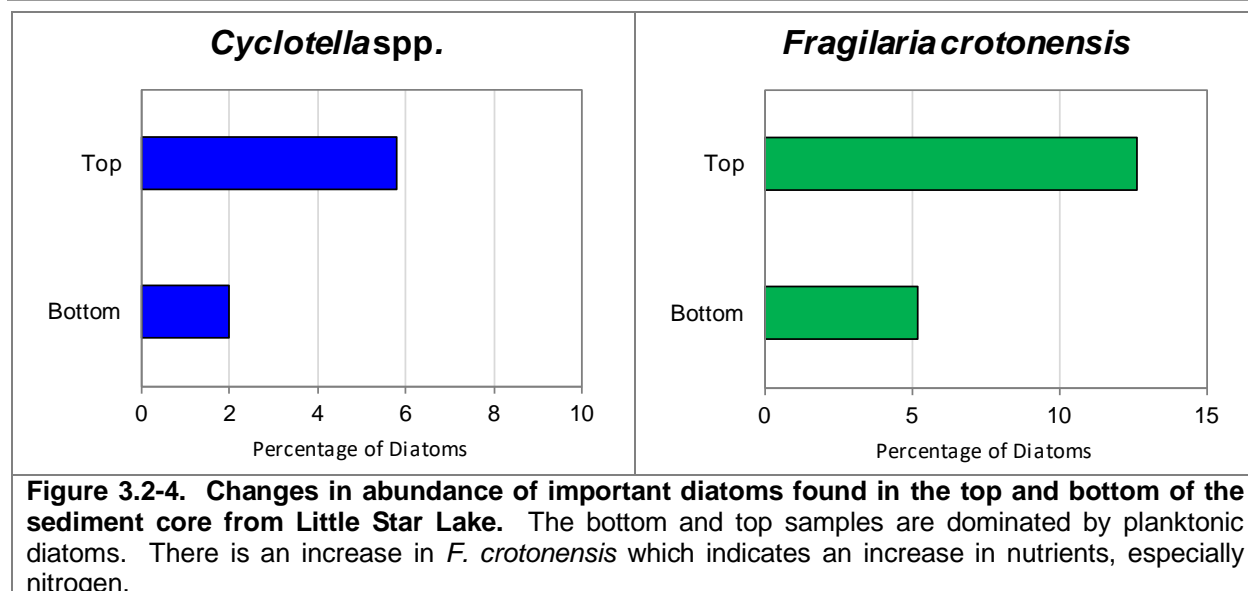 Cyclotella spp.
Top
Bottom
0 2 4 6 8 10
Percentage of Diatoms
Fragilaria crotonensis
Top
Bottom
0 5 10 15
Percentage of Diatoms
Figure 3.2-4. Changes in abundance of important diatoms found in the top and bottom of the
sediment core from Little Star Lake. The bottom and top samples are dominated by planktonic
diatoms. There is an increase in F. crotonensis which indicates an increase in nutrients, especially
nitrogen.